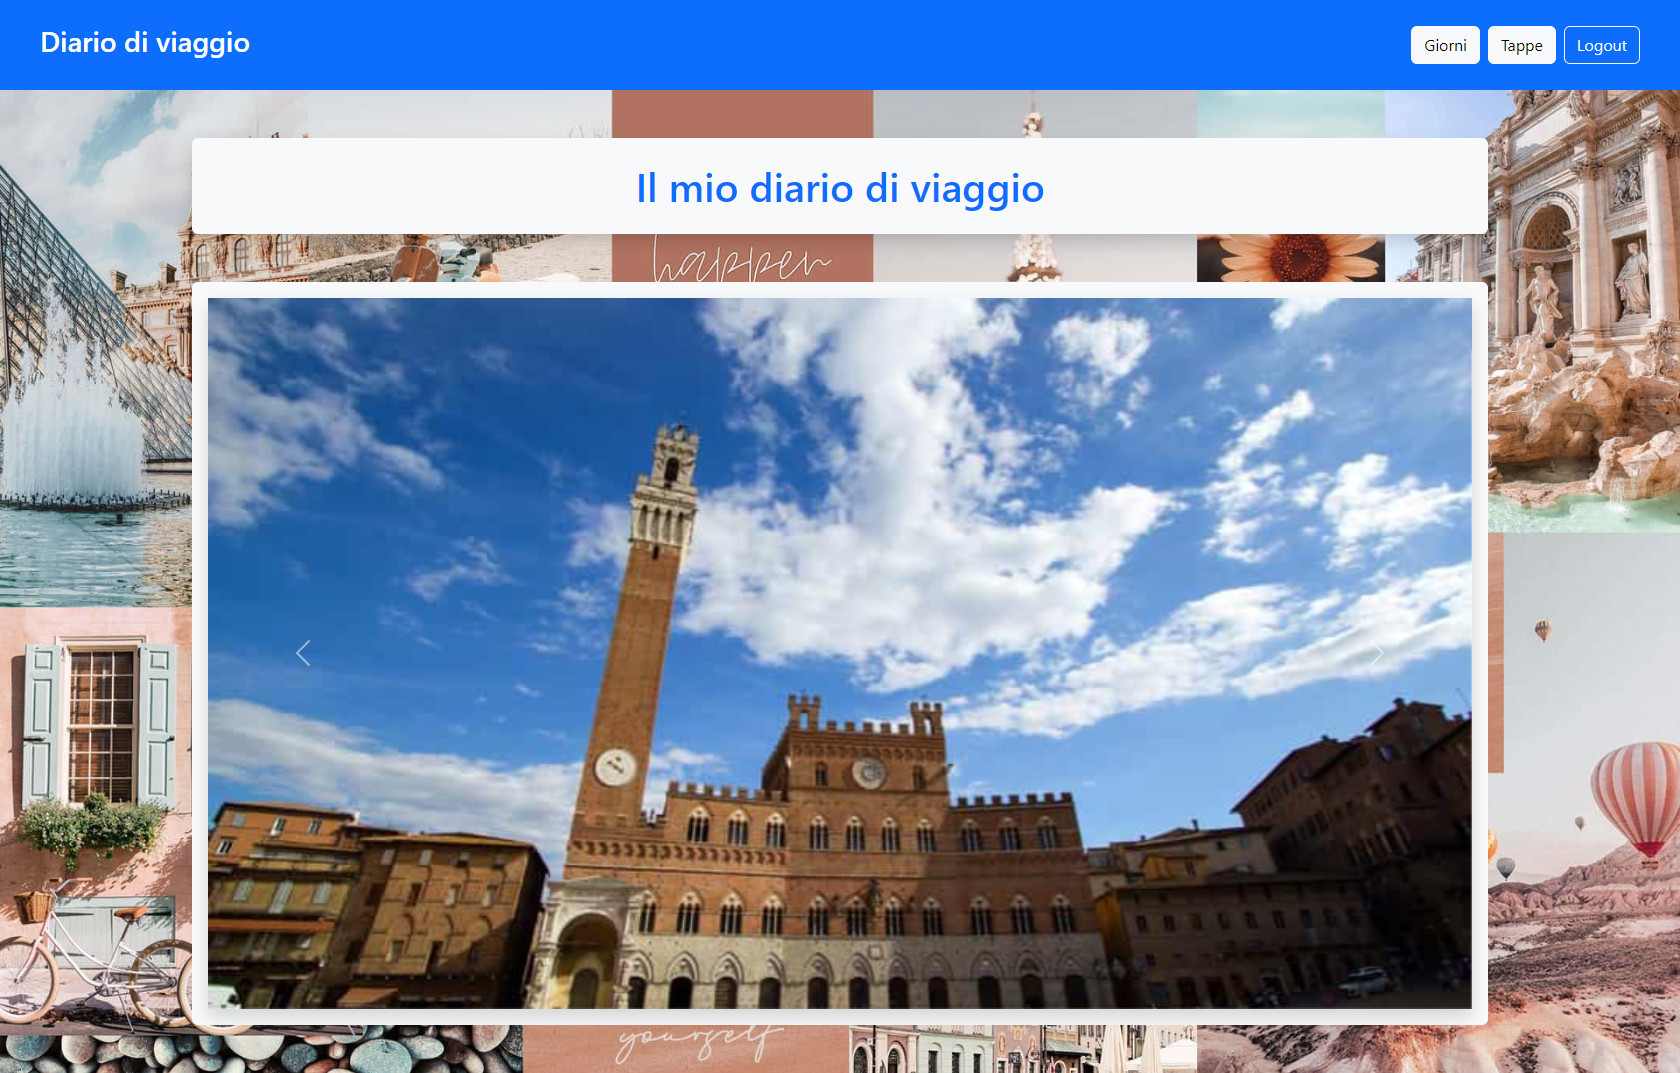 Diario di viaggio
Giorni
Tappe
Logout
Il mio diario di viaggio
happen
yourself